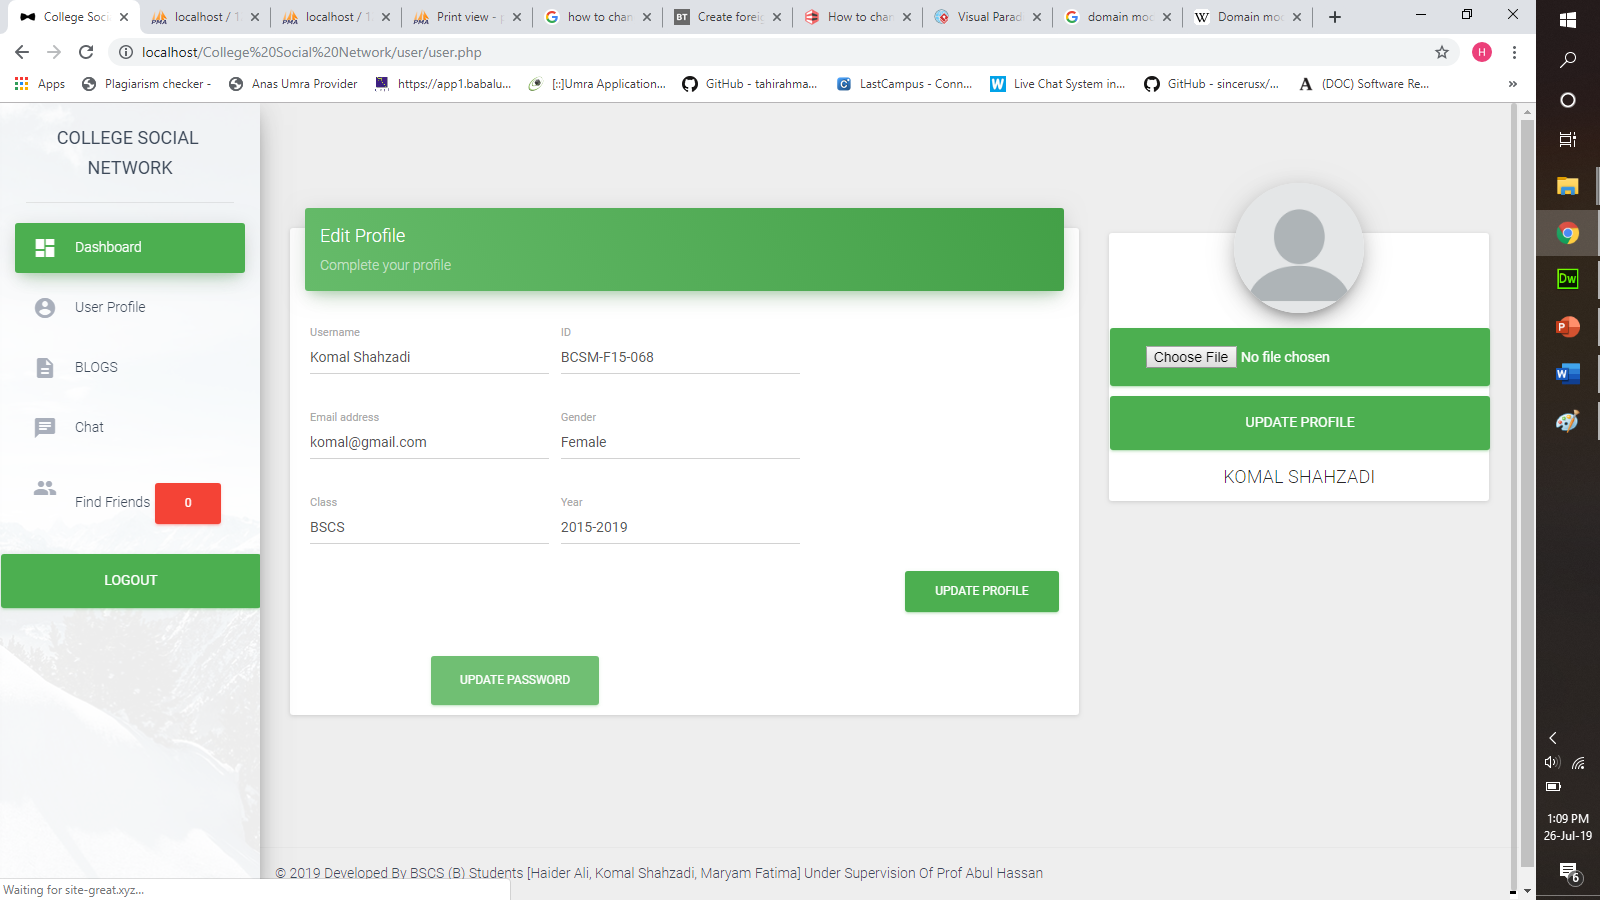 College Soc
localhost / 1
localhost / 1
Print view - p
how to chan
Create foreig
How to chan
Visual Parad
domain mod
Domain mod
localhost/College%20Social%20Network/user/user.php
H
Apps
Plagiarism checker -
Anas Umra Provider
https://app1.babalu...
[::]Umra Application...
GitHub - tahirahma...
LastCampus - Conn...
Live Chat System in...
GitHub - sincerusx/...
(DOC) Software Re...
»
COLLEGE SOCIAL
NETWORK
Dashboard
User Profile
BLOGS
Chat
Find Friends 0
LOGOUT
Edit Profile
Complete your profile
Username
Komal Shahzadi
ID
BCSM-F15-068
Email address
komal@gmail.com
Gender
Female
Class
BSCS
Year
2015-2019
UPDATE PROFILE
UPDATE PASSWORD
Choose File No file chosen
UPDATE PROFILE
KOMAL SHAHZADI
© 2019 Developed By BSCS (B) Students [Haider Ali, Komal Shahzadi, Maryam Fatima] Under Supervision Of Prof Abul Hassan
Waiting for site-great.xyz...
1:09 PM
26-Jul-19
6